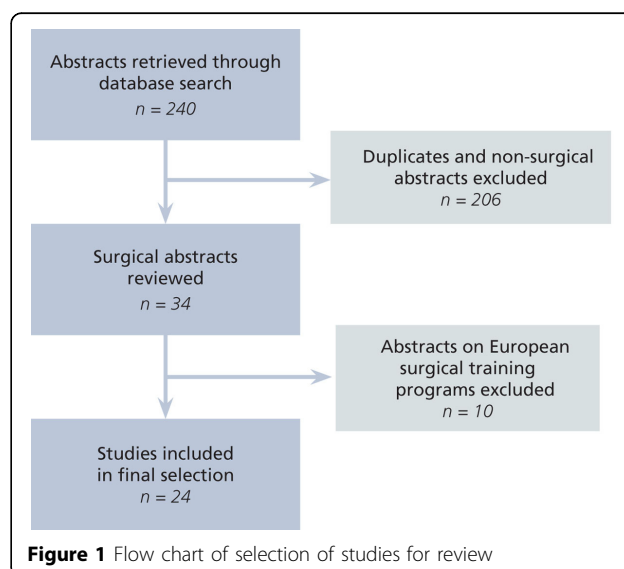 Abstracts retrieved through
database search
n = 240
Duplicates and non-surgical
abstracts excluded
n = 206
Surgical abstracts
reviewed
n = 34
Abstracts on European
surgical training
programs excluded
n = 10
Studies included
in final selection
n = 24
Figure 1 Flow chart of selection of studies for review